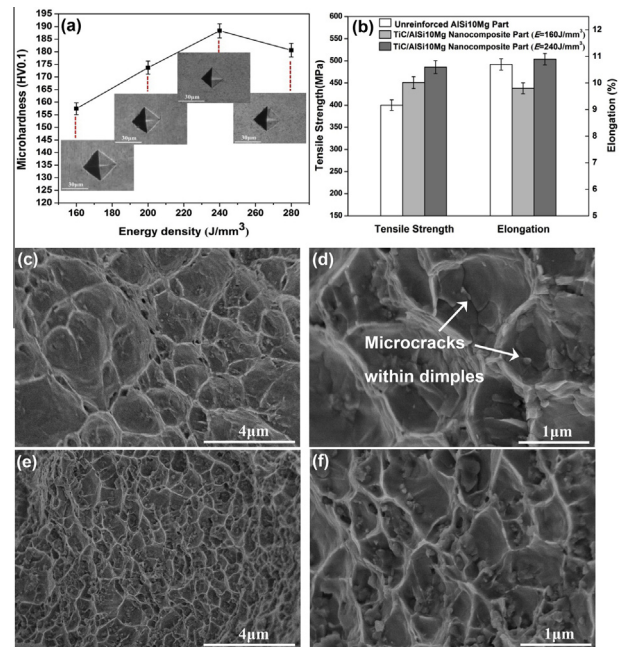 (a)
Microhardness (HV0.1)
195
190
185
180
175
170
165
160
155
150
145
140
135
130
125
120
30μm
30μm
30μm
30μm
160 200 240 280
Energy density (J/mm³)
(b)
Unreinforced AlSi10Mg Part
TiC/AlSi10Mg Nanocomposite Part (E=160J/mm³)
TiC/AlSi10Mg Nanocomposite Part (E=240J/mm³)
Tensile Strength(MPa)
600
550
500
450
400
350
300
250
200
150
Elongation (%)
12
11
10
9
8
7
6
5
Tensile Strength Elongation
(c)
4μm
(d)
Microcracks
within dimples
1μm
(e)
4μm
(f)
1μm